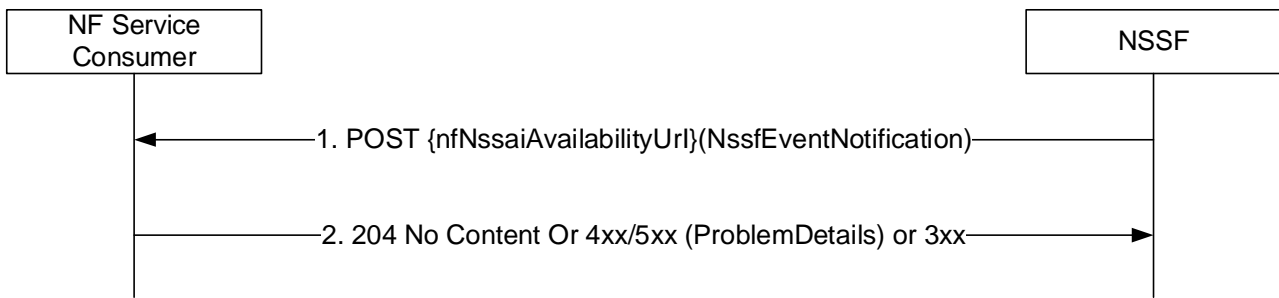 NF Service
Consumer
NSSF
1. POST {nfNssaiAvailabilityUrl}(NssfEventNotification)
2. 204 No Content Or 4xx/5xx (ProblemDetails) or 3xx